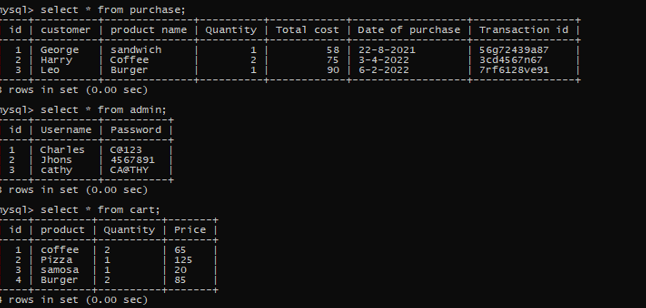 mysql> select * from purchase;
| id | customer | product name | Quantity | Total cost | Date of purchase | Transaction id |
| 1 | George | sandwich | 1 | 58 | 22-8-2021 | 56g72439a87 |
| 2 | Harry | Coffee | 2 | 75 | 3-4-2022 | 3cd4567n67 |
| 3 | Leo | Burger | 1 | 90 | 6-2-2022 | 7rf6128ve91 |
3 rows in set (0.00 sec)
mysql> select * from admin;
| id | Username | Password |
| 1 | Charles | C@123 |
| 2 | Jhons | 4567891 |
| 3 | cathy | CA@THY |
3 rows in set (0.00 sec)
mysql> select * from cart;
| id | product | Quantity | Price |
| 1 | coffee | 2 | 65 |
| 2 | Pizza | 1 | 125 |
| 3 | samosa | 1 | 20 |
| 4 | Burger | 2 | 85 |
4 rows in set (0.00 sec)